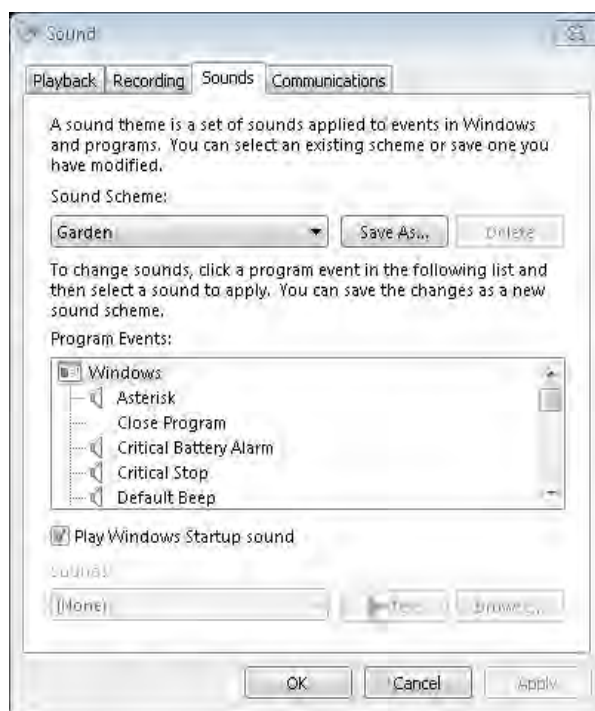 Sound
Playback Recording Sounds Communications
A sound theme is a set of sounds applied to events in Windows
and programs. You can select an existing scheme or save one you
have modified.
Sound Scheme:
Garden Save As... Delete
To change sounds, click a program event in the following list and
then select a sound to apply. You can save the changes as a new
sound scheme.
Program Events:
Windows
Asterisk
Close Program
Critical Battery Alarm
Critical Stop
Default Beep
Play Windows Startup sound
Sounds:
(None) Test Browse...
OK Cancel Apply